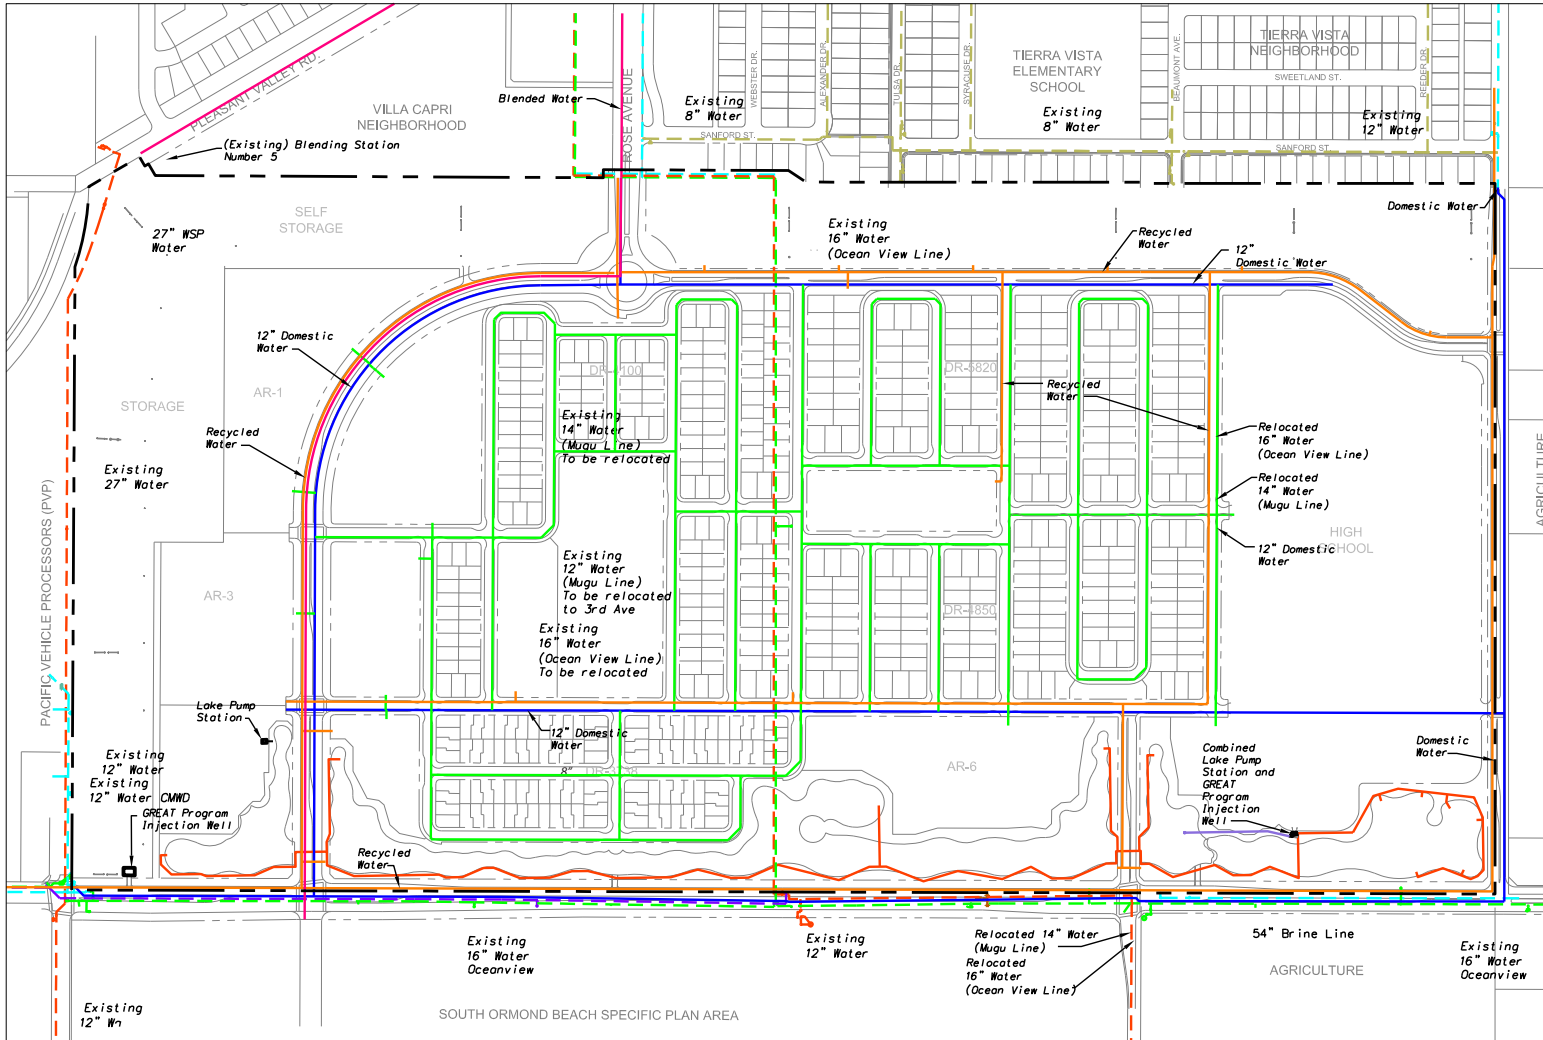 PLEASANT VALLEY RD.
VILLA CAPRI
NEIGHBORHOOD
(Existing) Blending Station
Number 5
Blended Water
ROSE AVENUE
Existing
8" Water
WEBSTER DR.
ALEXANDER DR.
TULSA DR.
SYRACUSE DR.
SANFORD ST.
TIERRA VISTA
ELEMENTARY
SCHOOL
Existing
8" Water
BEAUMONT AVE.
TIERRA VISTA
NEIGHBORHOOD
SWEETLAND ST.
REEDER DR.
Existing
12" Water
SANFORD ST.
Domestic Water
SELF
STORAGE
27" WSP
Water
Existing
16" Water
(Ocean View Line)
Recycled
Water
12"
Domestic Water
12" Domestic
Water
STORAGE
AR-1
DR-4100
DR-5820
Recycled
Water
Existing
14" Water
(Mugu Line)
To be relocated
Recycled
Water
Relocated
16" Water
(Ocean View Line)
Existing
27" Water
Relocated
14" Water
(Mugu Line)
PACIFIC VEHICLE PROCESSORS (PVP)
AGRICULTURE
HIGH
SCHOOL
12" Domestic
Water
Existing
12" Water
(Mugu Line)
To be relocated
to 3rd Ave
AR-3
DR-4850
Existing
16" Water
(Ocean View Line)
To be relocated
Lake Pump
Station
12" Domestic
Water
8"
AR-6
Combined
Lake Pump
Station and
GREAT
Program
Injection
Well
Domestic
Water
Existing
12" Water
Existing
12" Water CMWD
GREAT Program
Injection Well
Recycled
Water
Existing
16" Water
Oceanview
Existing
12" Water
Relocated 14" Water
(Mugu Line)
Relocated
16" Water
(Ocean View Line)
54" Brine Line
AGRICULTURE
Existing
16" Water
Oceanview
Existing
12"
SOUTH ORMOND BEACH SPECIFIC PLAN AREA